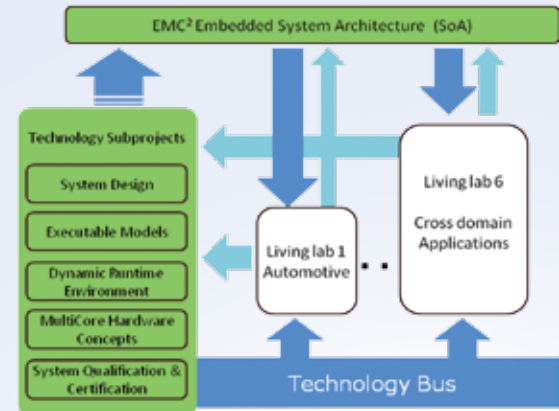 EMC² Embedded System Architecture (SoA)
Technology Subprojects
System Design
Executable Models
Dynamic Runtime
Environment
MultiCore Hardware
Concepts
System Qualification &
Certification
Living lab 1
Automotive
. .
Living lab 6
Cross domain
Applications
Technology Bus